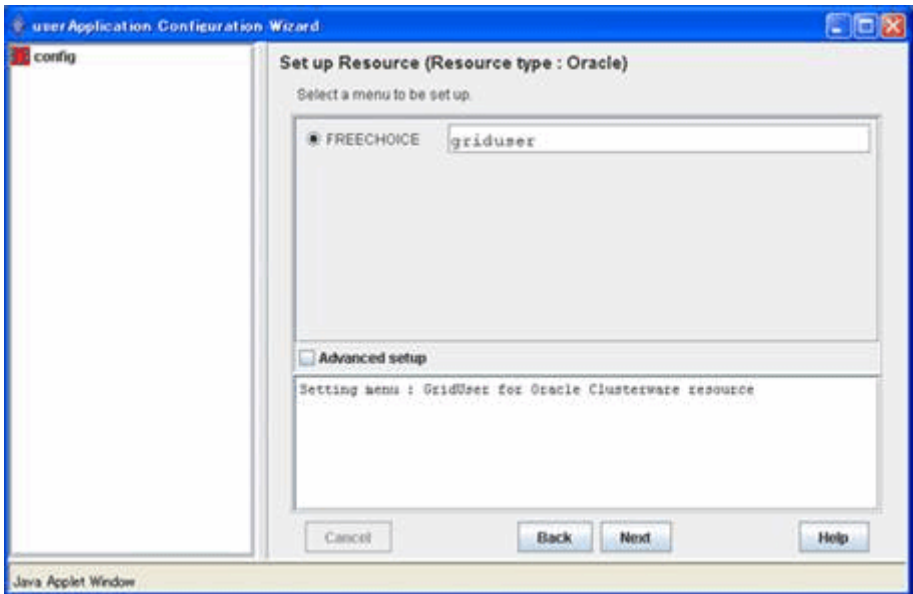 userApplication Configuration Wizard
config
Set up Resource (Resource type : Oracle)
Select a menu to be set up.
FREECHOICE
griduser
Advanced setup
Setting menu : GridUser for Oracle Clusterware resource
Cancel
Back
Next
Help
Java Applet Window